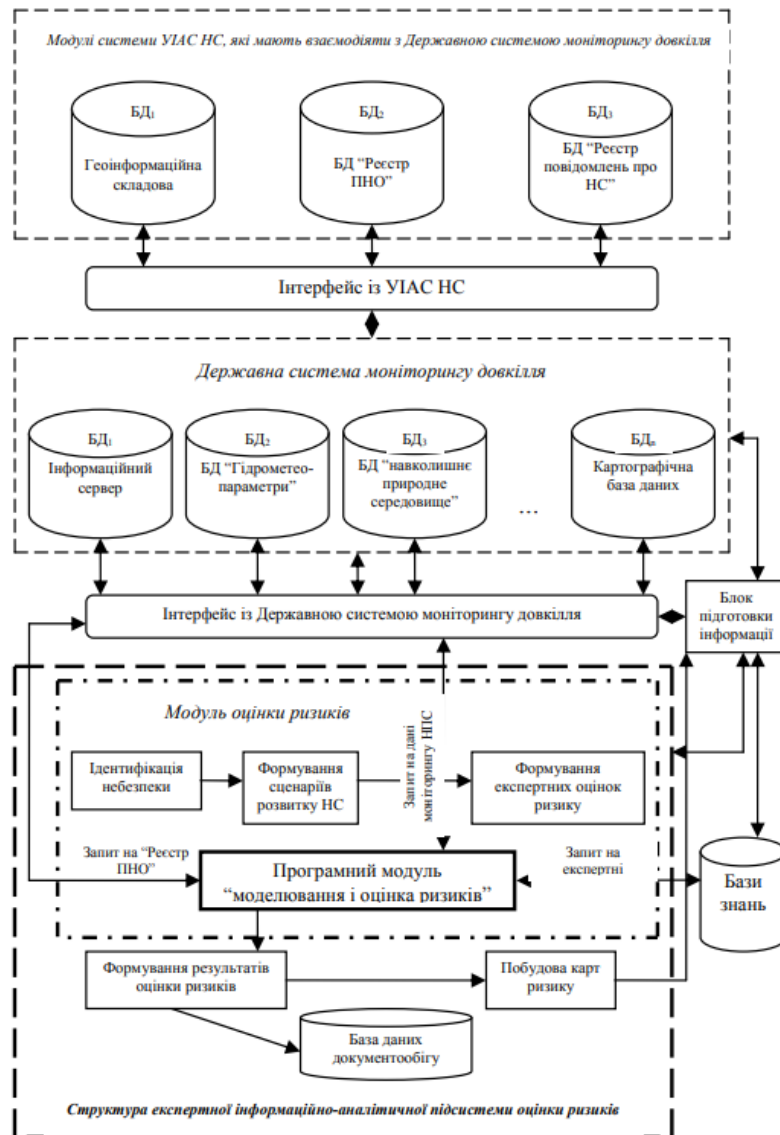 Модулі системи УІАС НС, які мають взаємодіяти з Державною системою моніторингу довкілля
БД₁
Геоінформаційна
складова
БД₂
БД “Реєстр
ПНО”
БД₃
БД “Реєстр
повідомлень про
НС”
Інтерфейс із УІАС НС
Державна система моніторингу довкілля
БД₁
Інформаційний
сервер
БД₂
БД “Гідрометео-
параметри”
БД₃
БД “навколишнє
природне
середовище”
…
БДₙ
Картографічна
база даних
Інтерфейс із Державною системою моніторингу довкілля
Блок
підготовки
інформації
Модуль оцінки ризиків
Ідентифікація
небезпеки
Формування
сценаріїв
розвитку НС
Запит на дані
моніторингу НПС
Формування
експертних оцінок
ризику
Запит на “Реєстр
ПНО”
Програмний модуль
“моделювання і оцінка ризиків”
Запит на
експертні
Бази
знань
Формування результатів
оцінки ризиків
Побудова карт
ризику
База даних
документообігу
Структура експертної інформаційно-аналітичної підсистеми оцінки ризиків